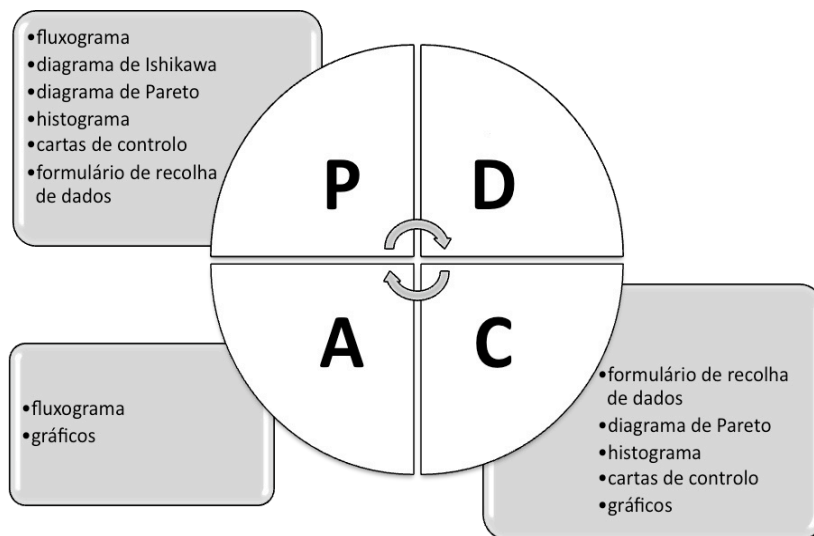 •fluxograma
•diagrama de Ishikawa
•diagrama de Pareto
•histograma
•cartas de controlo
•formulário de recolha
de dados
P
D
A
C
•fluxograma
•gráficos
•formulário de recolha
de dados
•diagrama de Pareto
•histograma
•cartas de controlo
•gráficos